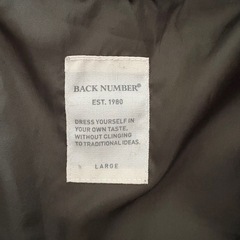 BACK NUMBER®
EST. 1980
DRESS YOURSELF IN
YOUR OWN TASTE,
WITHOUT CLINGING
TO TRADITIONAL IDEAS.
LARGE